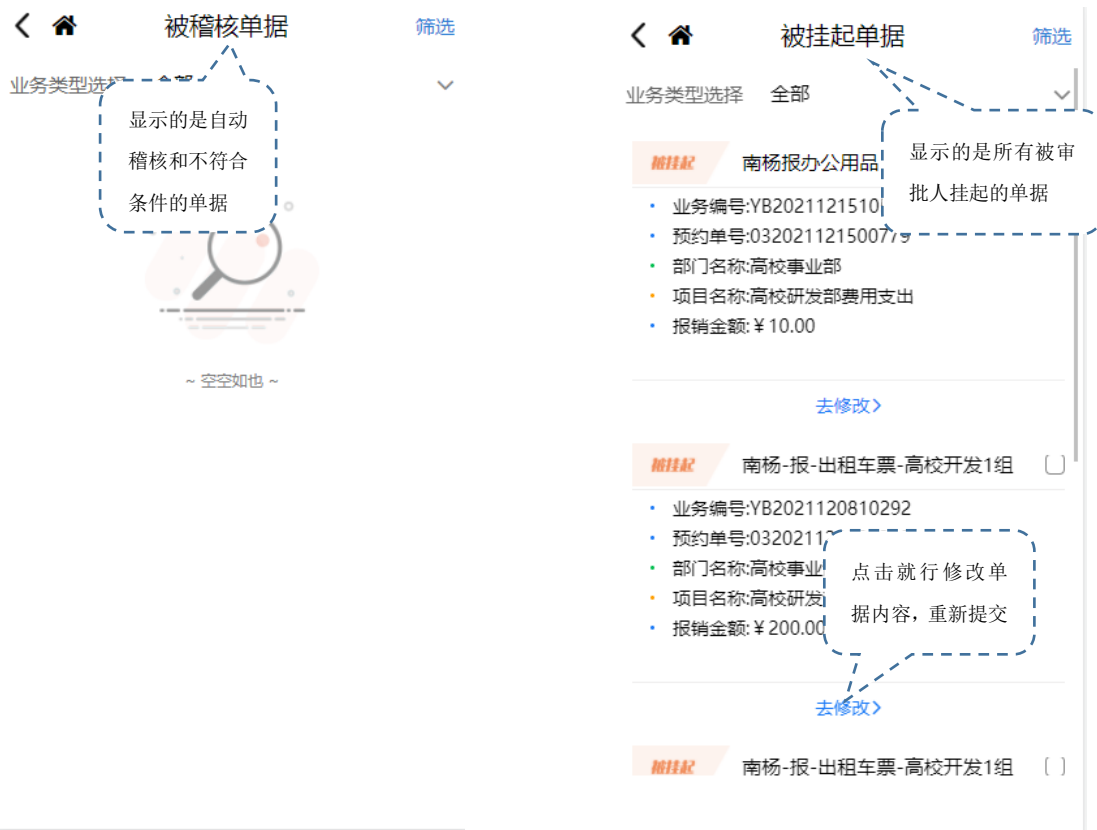 被稽核单据
筛选
业务类型选
显示的是自动
稽核和不符合
条件的单据
~ 空空如也 ~
被挂起单据
筛选
业务类型选择 全部
显示的是所有被审
批人挂起的单据
被挂起 南杨报办公用品
业务编号:YB2021121510
预约单号:032021121500779
部门名称:高校事业部
项目名称:高校研发部费用支出
报销金额:¥10.00
去修改
被挂起 南杨-报-出租车票-高校开发1组
业务编号:YB2021120810292
预约单号:0320211
部门名称:高校事业
项目名称:高校研发
报销金额:¥200.00
点击就行修改单
据内容,重新提交
去修改
被挂起 南杨-报-出租车票-高校开发1组